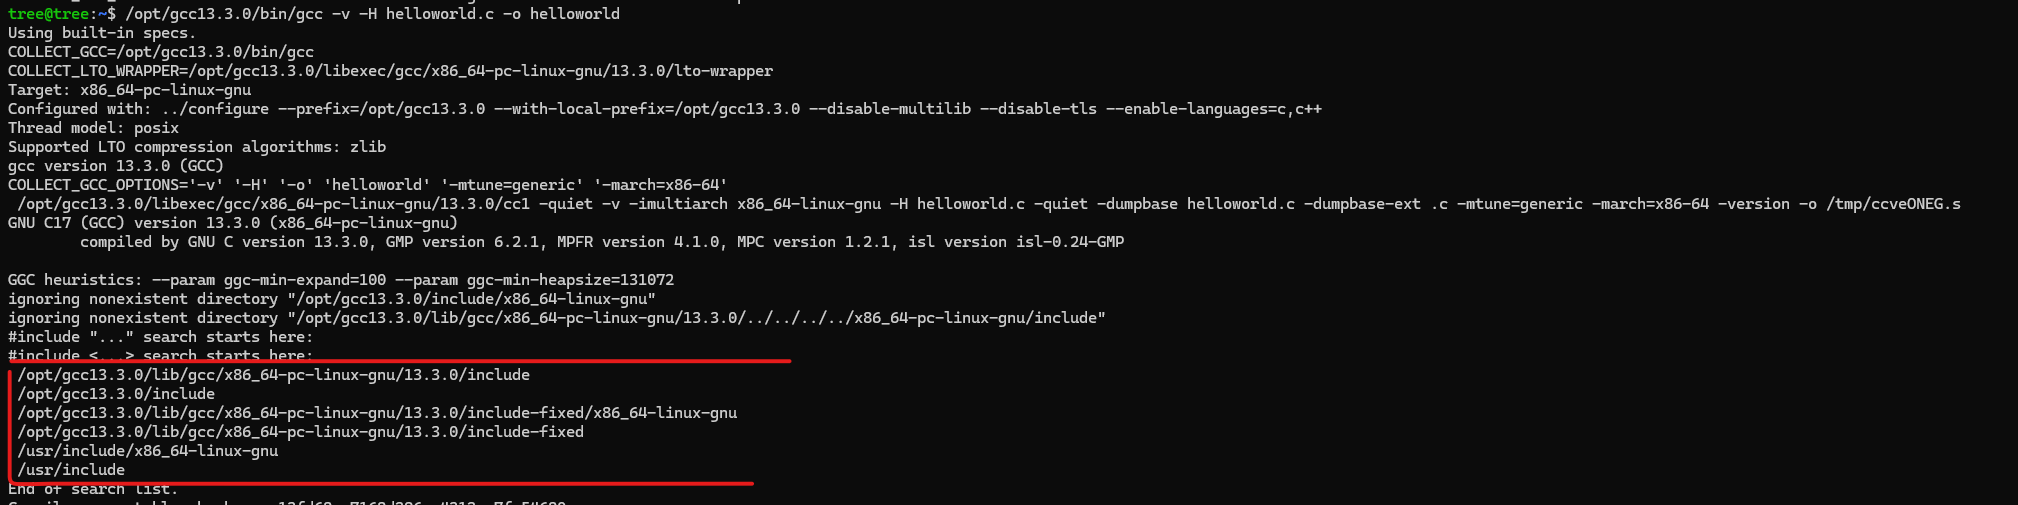 tree@tree:~$ /opt/gcc13.3.0/bin/gcc -v -H helloworld.c -o helloworld
Using built-in specs.
COLLECT_GCC=/opt/gcc13.3.0/bin/gcc
COLLECT_LTO_WRAPPER=/opt/gcc13.3.0/libexec/gcc/x86_64-pc-linux-gnu/13.3.0/lto-wrapper
Target: x86_64-pc-linux-gnu
Configured with: ../configure --prefix=/opt/gcc13.3.0 --with-local-prefix=/opt/gcc13.3.0 --disable-multilib --disable-tls --enable-languages=c,c++
Thread model: posix
Supported LTO compression algorithms: zlib
gcc version 13.3.0 (GCC)
COLLECT_GCC_OPTIONS='-v' '-H' '-o' 'helloworld' '-mtune=generic' '-march=x86-64'
/opt/gcc13.3.0/libexec/gcc/x86_64-pc-linux-gnu/13.3.0/cc1 -quiet -v -imultiarch x86_64-linux-gnu -H helloworld.c -quiet -dumpbase helloworld.c -dumpbase-ext .c -mtune=generic -march=x86-64 -version -o /tmp/ccveONEG.s
GNU C17 (GCC) version 13.3.0 (x86_64-pc-linux-gnu)
compiled by GNU C version 13.3.0, GMP version 6.2.1, MPFR version 4.1.0, MPC version 1.2.1, isl version isl-0.24-GMP
GGC heuristics: --param ggc-min-expand=100 --param ggc-min-heapsize=131072
ignoring nonexistent directory "/opt/gcc13.3.0/include/x86_64-linux-gnu"
ignoring nonexistent directory "/opt/gcc13.3.0/lib/gcc/x86_64-pc-linux-gnu/13.3.0/../../../../x86_64-pc-linux-gnu/include"
#include "..." search starts here:
#include <...> search starts here:
/opt/gcc13.3.0/lib/gcc/x86_64-pc-linux-gnu/13.3.0/include
/opt/gcc13.3.0/include
/opt/gcc13.3.0/lib/gcc/x86_64-pc-linux-gnu/13.3.0/include-fixed/x86_64-linux-gnu
/opt/gcc13.3.0/lib/gcc/x86_64-pc-linux-gnu/13.3.0/include-fixed
/usr/include/x86_64-linux-gnu
/usr/include
End of search list.